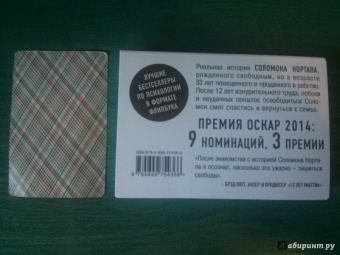 ЛУЧШИЕ
БЕСТСЕЛЛЕРЫ
ПО ПСИХОЛОГИИ
В ФОРМАТЕ
ФЛИПБУКА
Реальная история СОЛОМОНА НОРТАПА,
рожденного свободным, но в возрасте
33 лет похищенного и проданного в рабство.
После 12 лет изнурительного труда, побоев
и неудачных попыток освободиться Соло-
мон смог спастись и вернуться к семье.
ПРЕМИЯ ОСКАР 2014:
9 НОМИНАЦИЙ, 3 ПРЕМИИ
«После знакомства с историей Соломона Норта-
па я осознал, насколько это ужасно – лишиться
свободы».
- БРЭД ПИТТ, АКТЕР И ПРОДЮСЕР «12 ЛЕТ РАБСТВА»
лабиринт.ру